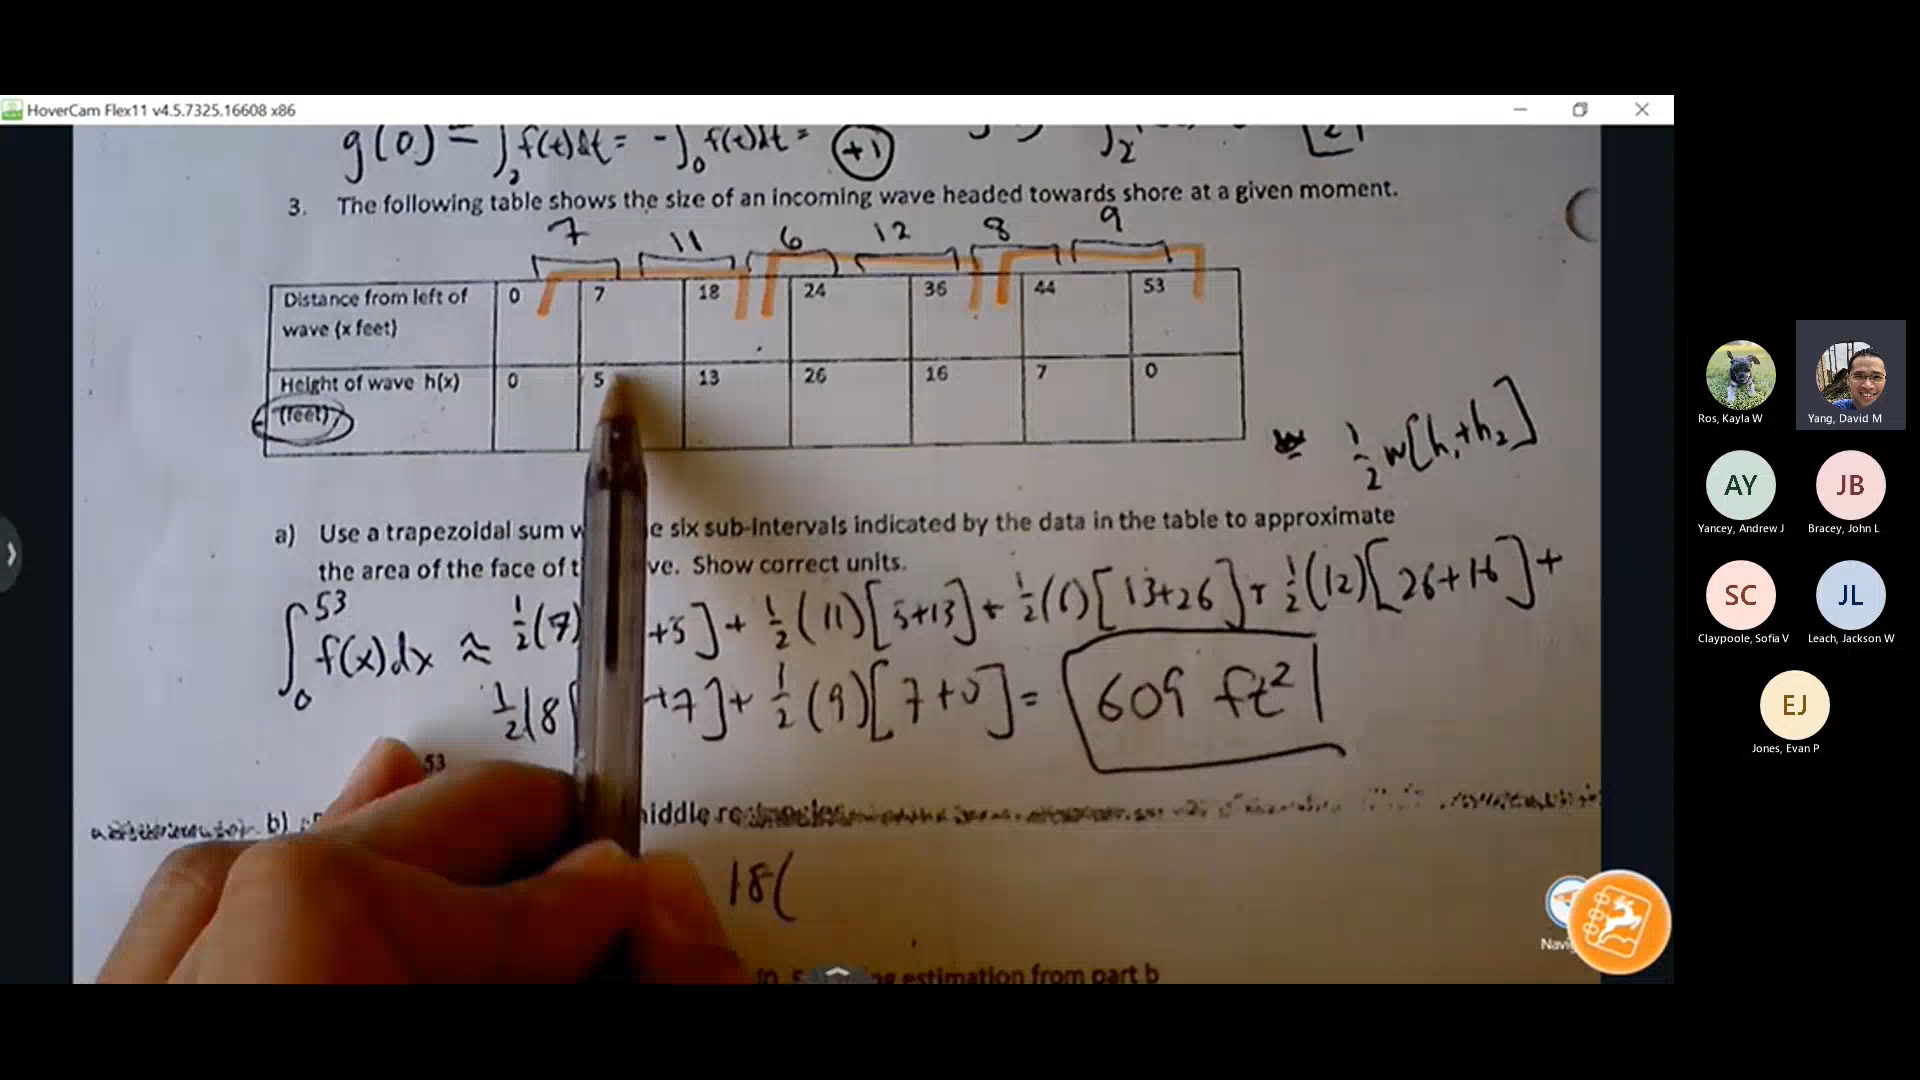 HoverCam Flex11 v4.5.7325.16608 x86
g(0) = ∫₂ f(t)dt = -∫₀ f(t)dt = +1
3. The following table shows the size of an incoming wave headed towards shore at a given moment.
7 11 6 12 8 9
Distance from left of wave (x feet) 0 7 18 24 36 44 53
Height of wave h(x) (feet) 0 5 13 26 16 7 0
1/2 w[h₁+h₂]
a) Use a trapezoidal sum six sub-intervals indicated by the data in the table to approximate
the area of the face of Show correct units.
∫₀⁵³ f(x)dx ≈ 1/2(7) +5] + 1/2(11)[5+13] + 1/2(6)[13+26] + 1/2(12)[26+16] +
1/2(8[ +7] + 1/2(9)[7+0] = 609 ft²
53
b)
18(
estimation from part b
Ros, Kayla W
Yang, David M
AY
Yancey, Andrew J
JB
Bracey, John L
SC
Claypoole, Sofia V
JL
Leach, Jackson W
EJ
Jones, Evan P